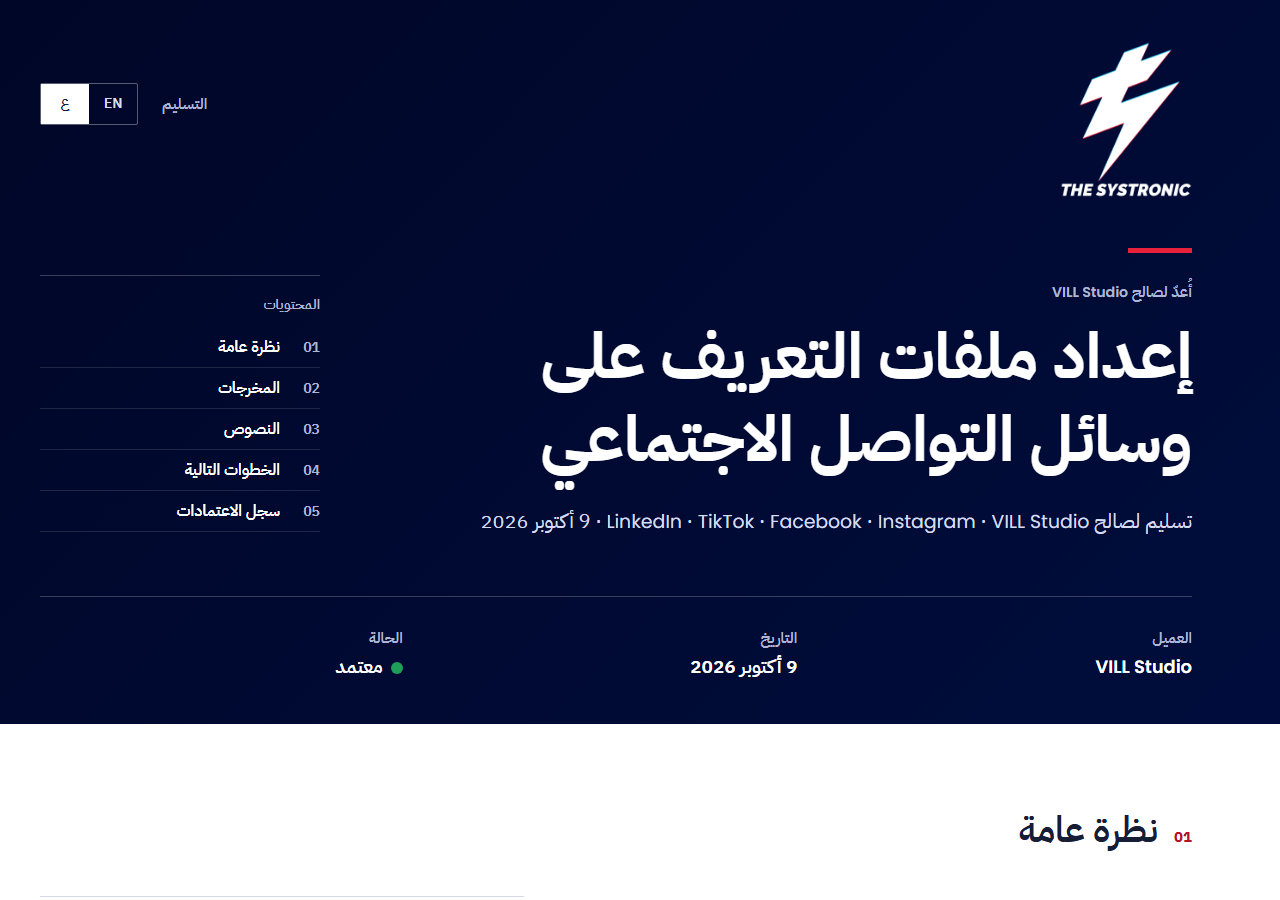 THE SYSTRONIC
التسليم
EN
ع
أُعدّ لصالح VILL Studio
إعداد ملفات التعريف على
وسائل التواصل الاجتماعي
تسليم لصالح VILL Studio · Instagram · Facebook · TikTok · LinkedIn · 9 أكتوبر 2026
المحتويات
01 نظرة عامة
02 المخرجات
03 النصوص
04 الخطوات التالية
05 سجل الاعتمادات
العميل
VILL Studio
التاريخ
9 أكتوبر 2026
الحالة
معتمد
01 نظرة عامة